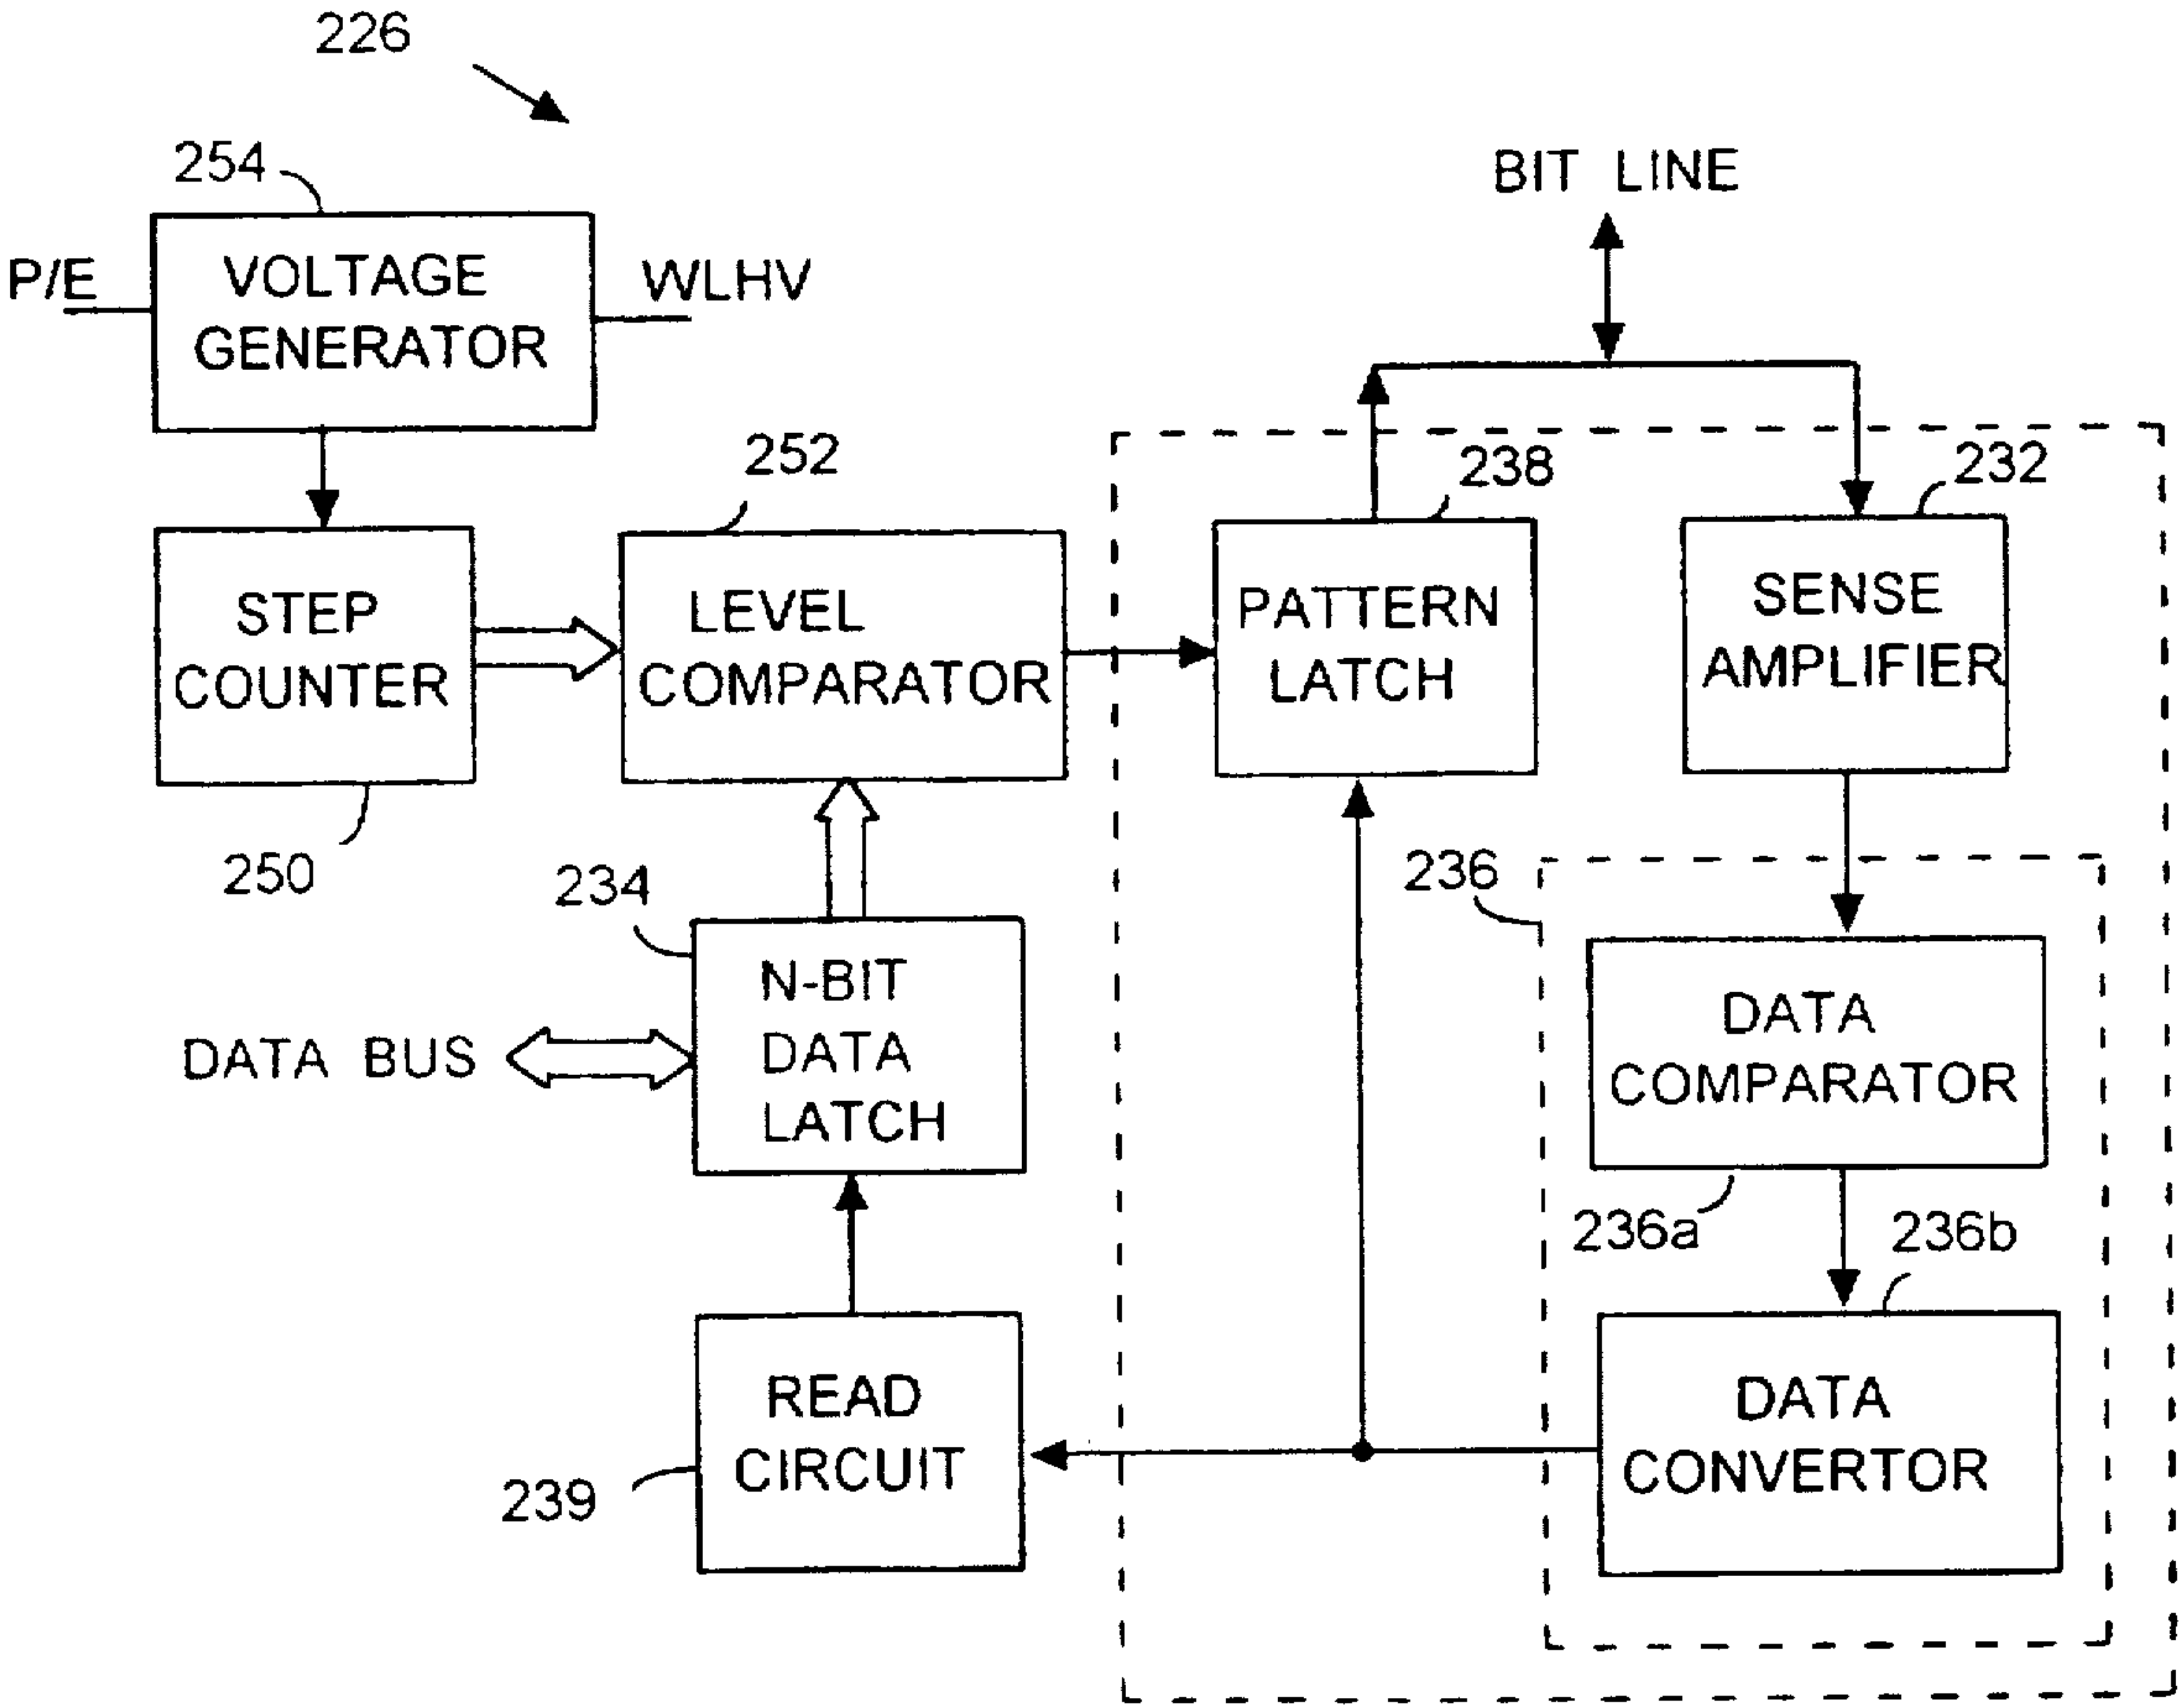 226
254
BIT LINE
P/E
VOLTAGE
GENERATOR
WLHV
252
238
232
STEP
COUNTER
LEVEL
COMPARATOR
PATTERN
LATCH
SENSE
AMPLIFIER
250
234
236
N-BIT
DATA
LATCH
DATA BUS
DATA
COMPARATOR
236a
236b
READ
CIRCUIT
DATA
CONVERTOR
239